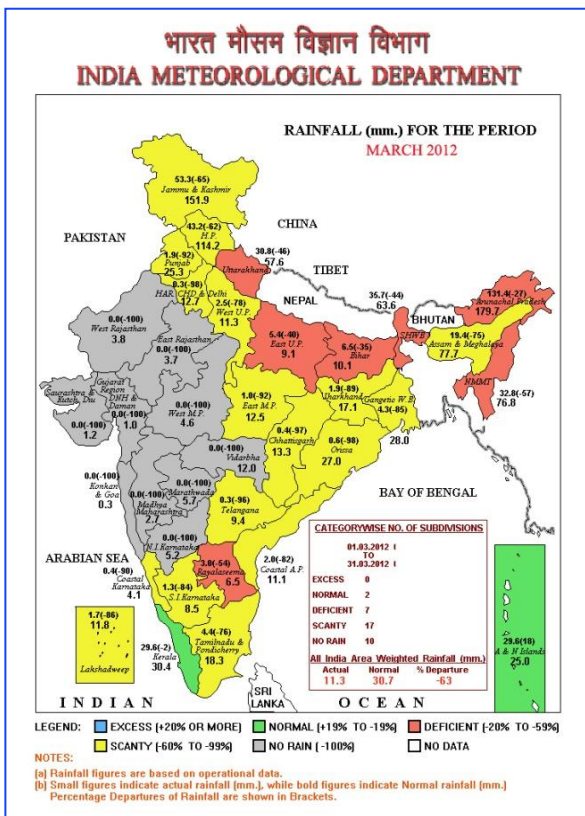 भारत मौसम विज्ञान विभाग
INDIA METEOROLOGICAL DEPARTMENT
RAINFALL (mm.) FOR THE PERIOD
MARCH 2012
53.3(-65)
Jammu & Kashmir
151.9
CHINA
43.2(-62)
H.P.
114.2
PAKISTAN
1.9(-92)
Punjab
25.3
30.8(-46)
57.6
Uttarakhand
TIBET
0.3(-98)
HAR. CHD & Delhi
12.7
2.5(-78)
West U.P.
11.3
NEPAL
35.7(-44)
63.6
BHUTAN
131.4(-27)
Arunachal Pradesh
179.7
0.0(-100)
West Rajasthan
3.8
East Rajasthan
0.0(-100)
3.7
5.4(-40)
East U.P.
9.1
6.5(-35)
Bihar
10.1
SHWB
19.4(-75)
Assam & Meghalaya
77.7
NMMT
32.8(-57)
76.8
0.0(-100)
Saurashtra &
Kutch, Diu
0.0(-100)
1.2
Gujarat
Region
DNH &
Daman
0.0(-100)
1.0
0.0(-100)
West M.P.
4.6
1.0(-92)
East M.P.
12.5
1.9(-89)
Jharkhand
17.1
Gangetic W.B.
4.3(-85)
28.0
0.4(-97)
Chhattisgarh
13.3
0.6(-98)
Orissa
27.0
0.0(-100)
Vidarbha
12.0
0.0(-100)
Konkan
& Goa
0.3
0.0(-100)
Madhya
Maharashtra
2.7
0.0(-100)
Marathwada
5.7
0.3(-96)
Telangana
9.4
BAY OF BENGAL
0.0(-100)
N.I.Karnataka
5.2
ARABIAN SEA
0.4(-90)
Coastal
Karnataka
4.1
3.0(-54)
Rayalaseema
6.5
2.0(-82)
Coastal A.P.
11.1
1.3(-84)
S.I.Karnataka
8.5
1.7(-86)
11.8
Lakshadweep
29.6(-2)
Kerala
30.4
4.4(-76)
Tamilnadu &
Pondicherry
18.3
CATEGORYWISE NO. OF SUBDIVISIONS
01.03.2012
TO
31.03.2012
EXCESS 0
NORMAL 2
DEFICIENT 7
SCANTY 17
NO RAIN 10
All India Area Weighted Rainfall (mm.)
Actual Normal % Departure
11.3 30.7 -63
29.6(18)
A & N Islands
25.0
SRI
LANKA
INDIAN OCEAN
LEGEND: EXCESS (+20% OR MORE) NORMAL (+19% TO -19%) DEFICIENT (-20% TO -59%)
SCANTY (-60% TO -99%) NO RAIN (-100%) NO DATA
NOTES:
(a) Rainfall figures are based on operational data.
(b) Small figures indicate actual rainfall (mm.), while bold figures indicate Normal rainfall (mm.)
Percentage Departures of Rainfall are shown in Brackets.